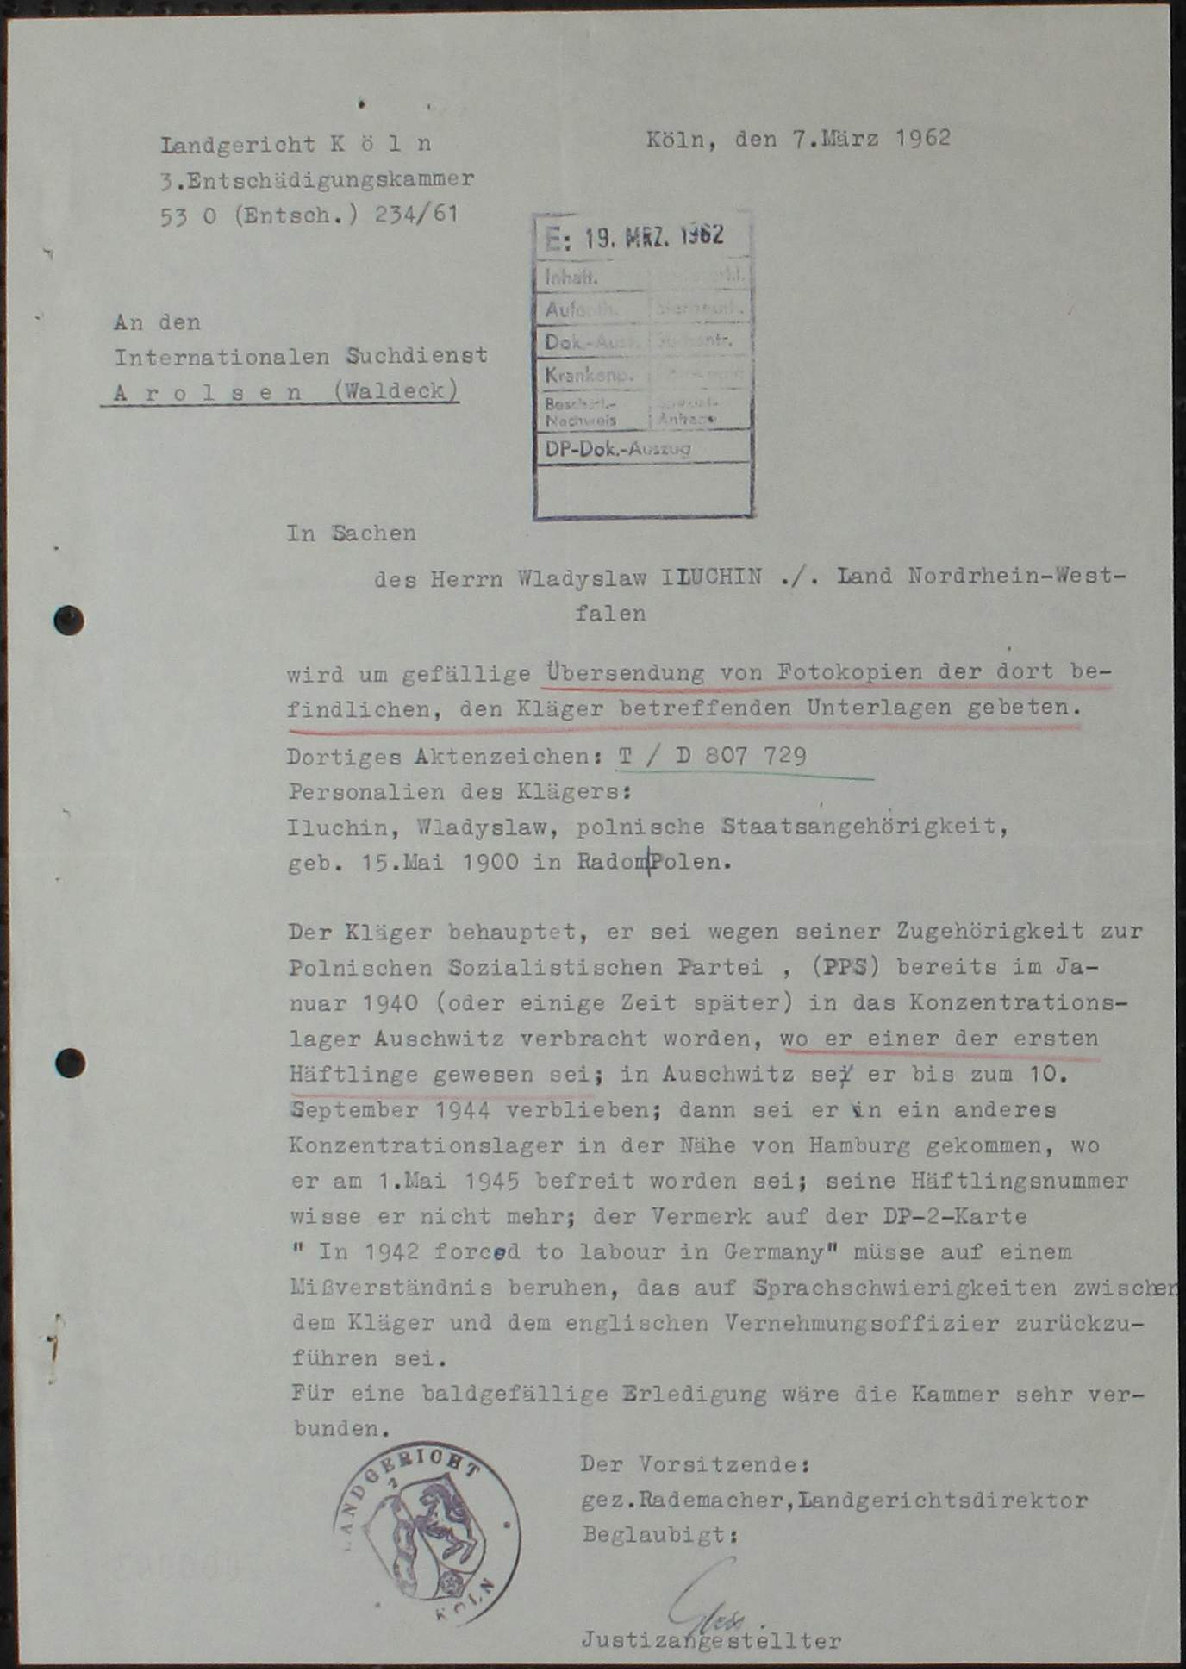 Landgericht K ö l n
3.Entschädigungskammer
53 O (Entsch.) 234/61
Köln, den 7.März 1962
E: 19. MRZ. 1962
Inhaft.
Dok.-Ausz.
Krankenp.
Nachweis Anfrage
DP-Dok.-Auszug
An den
Internationalen Suchdienst
A r o l s e n (Waldeck)
In Sachen
des Herrn Wladyslaw ILUCHIN ./. Land Nordrhein-West-
falen
wird um gefällige Übersendung von Fotokopien der dort be-
findlichen, den Kläger betreffenden Unterlagen gebeten.
Dortiges Aktenzeichen: T / D 807 729
Personalien des Klägers:
Iluchin, Wladyslaw, polnische Staatsangehörigkeit,
geb. 15.Mai 1900 in Radom|Polen.
Der Kläger behauptet, er sei wegen seiner Zugehörigkeit zur
Polnischen Sozialistischen Partei , (PPS) bereits im Ja-
nuar 1940 (oder einige Zeit später) in das Konzentrations-
lager Auschwitz verbracht worden, wo er einer der ersten
Häftlinge gewesen sei; in Auschwitz sei er bis zum 10.
September 1944 verblieben; dann sei er in ein anderes
Konzentrationslager in der Nähe von Hamburg gekommen, wo
er am 1.Mai 1945 befreit worden sei; seine Häftlingsnummer
wisse er nicht mehr; der Vermerk auf der DP-2-Karte
" In 1942 forced to labour in Germany" müsse auf einem
Mißverständnis beruhen, das auf Sprachschwierigkeiten zwischen
dem Kläger und dem englischen Vernehmungsoffizier zurückzu-
führen sei.
Für eine baldgefällige Erledigung wäre die Kammer sehr ver-
bunden.
LANDGERICHT KÖLN
Der Vorsitzende:
gez.Rademacher,Landgerichtsdirektor
Beglaubigt:
Justizangestellter